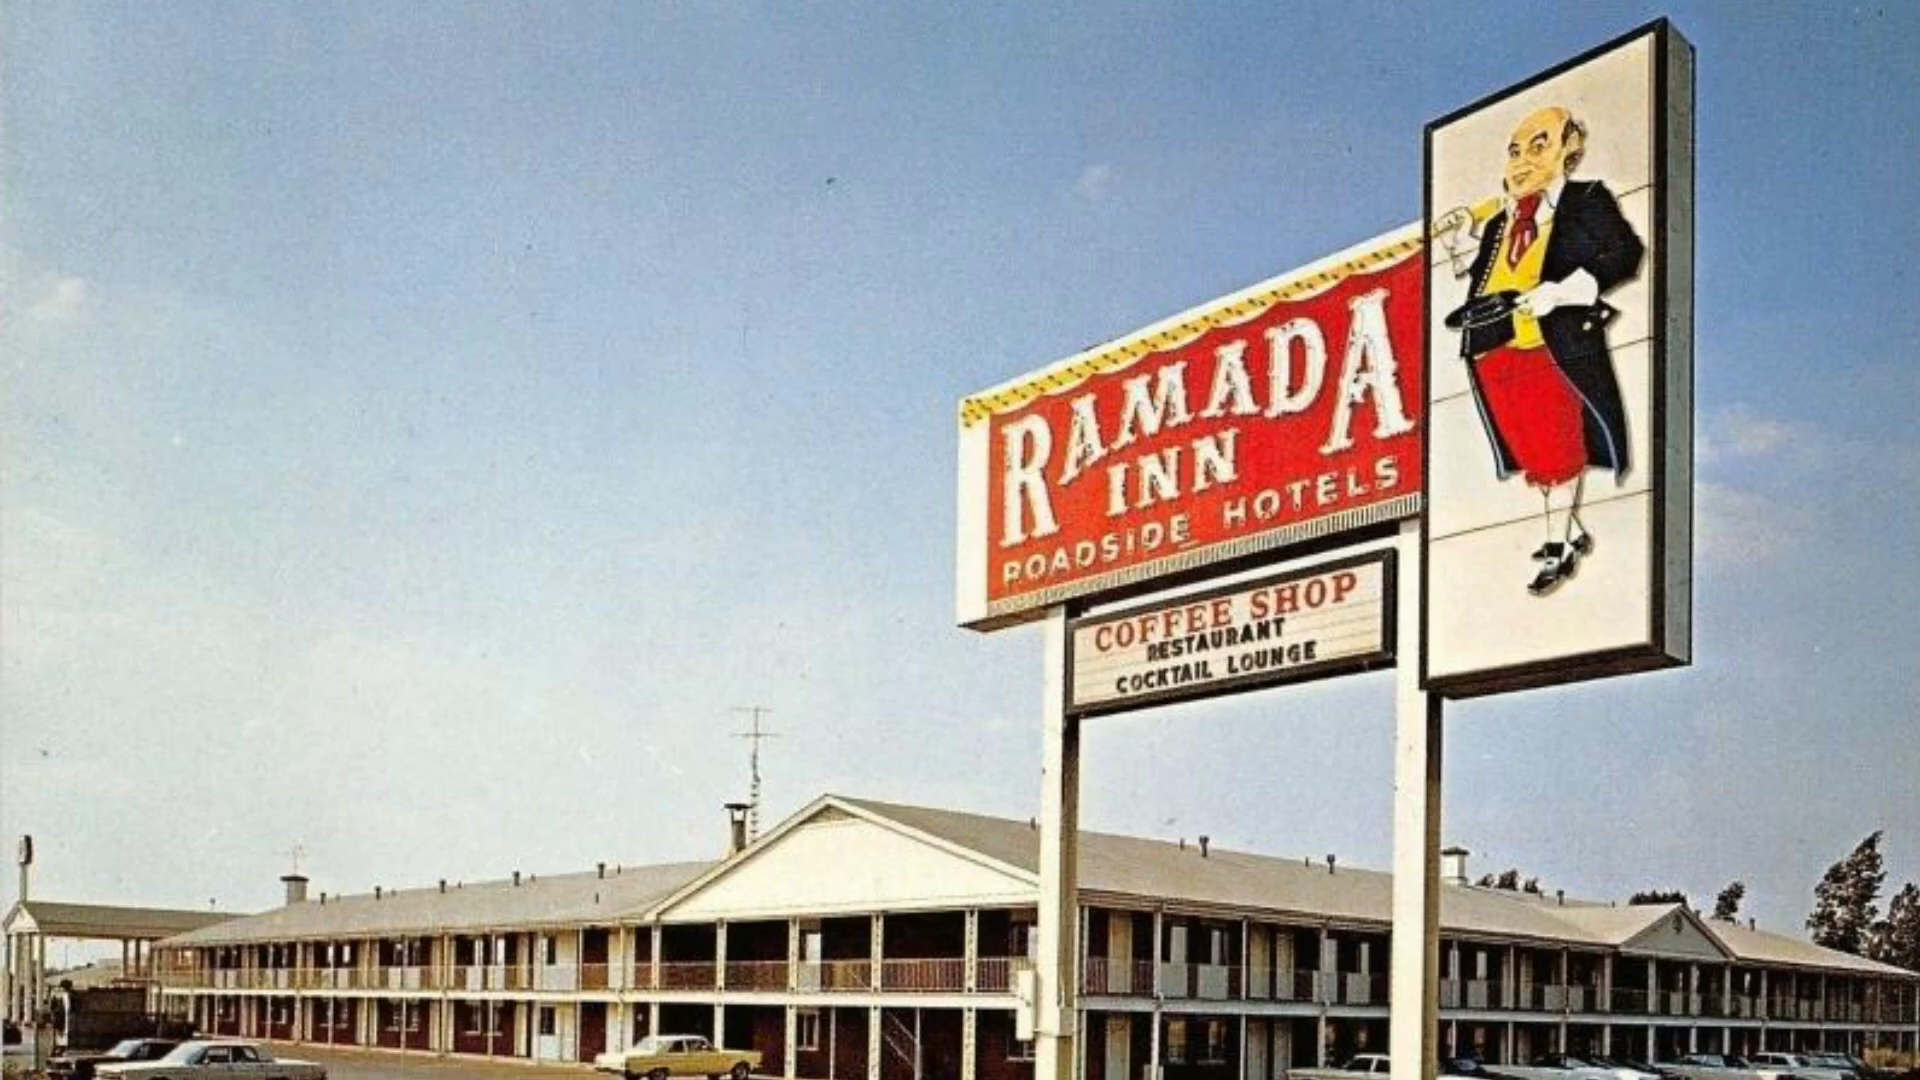 RAMADA
INN
ROADSIDE HOTELS
COFFEE SHOP
RESTAURANT
COCKTAIL LOUNGE